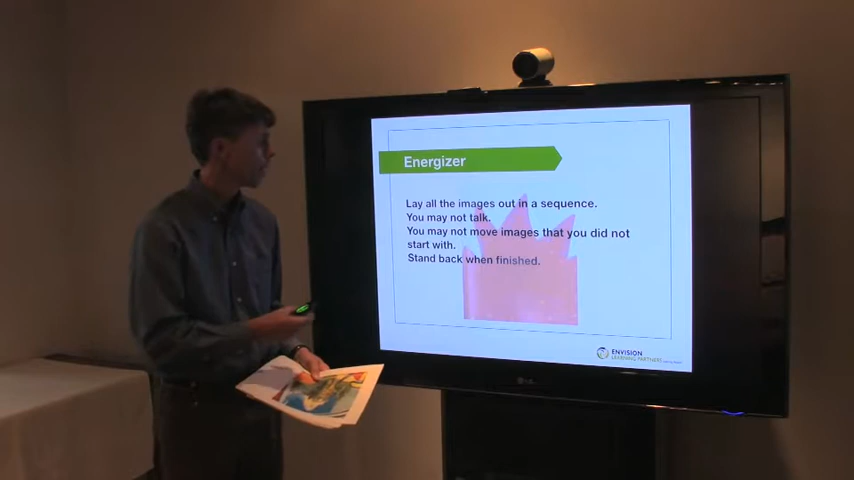 Energizer
Lay all the images out in a sequence.
You may not talk.
You may not move images that you did not
start with.
Stand back when finished.
ENVISION
LEARNING PARTNERS
LG